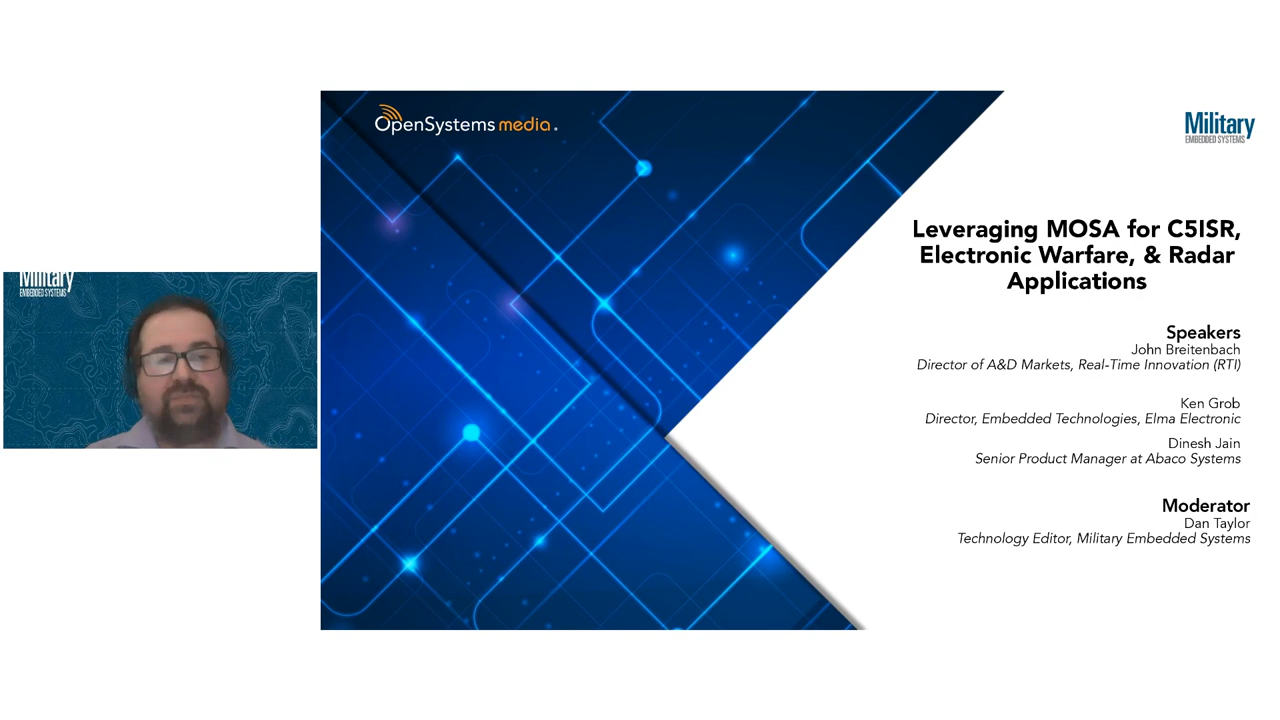 Military
EMBEDDED SYSTEMS
OpenSystems media.
Military
EMBEDDED SYSTEMS
Leveraging MOSA for C5ISR,
Electronic Warfare, & Radar
Applications
Speakers
John Breitenbach
Director of A&D Markets, Real-Time Innovation (RTI)
Ken Grob
Director, Embedded Technologies, Elma Electronic
Dinesh Jain
Senior Product Manager at Abaco Systems
Moderator
Dan Taylor
Technology Editor, Military Embedded Systems